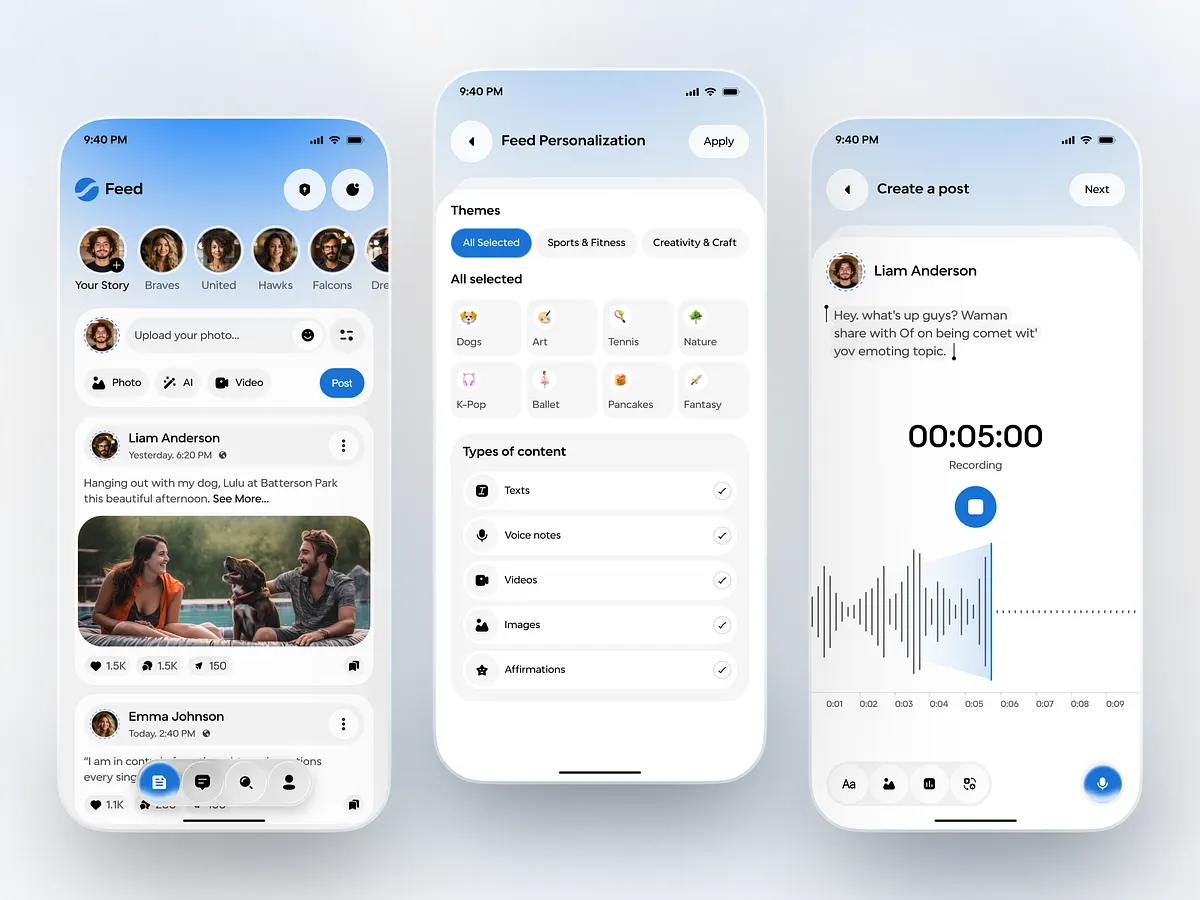 9:40 PM
Feed
Your Story
Braves
United
Hawks
Falcons
Dre
Upload your photo...
Photo
AI
Video
Post
Liam Anderson
Yesterday. 6:20 PM
Hanging out with my dog, Lulu at Batterson Park
this beautiful afternoon. See More...
1.5K
1.5K
150
Emma Johnson
Today. 2:40 PM
"I am in
every sing
1.1K
9:40 PM
Feed Personalization
Apply
Themes
All Selected
Sports & Fitness
Creativity & Craft
All selected
Dogs
Art
Tennis
Nature
K-Pop
Ballet
Pancakes
Fantasy
Types of content
Texts
Voice notes
Videos
Images
Affirmations
9:40 PM
Create a post
Next
Liam Anderson
Hey. what's up guys? Waman
share with Of on being comet wit'
yov emoting topic.
00:05:00
Recording
0:01
0:02
0:03
0:04
0:05
0:06
0:07
0:08
0:09
Aa